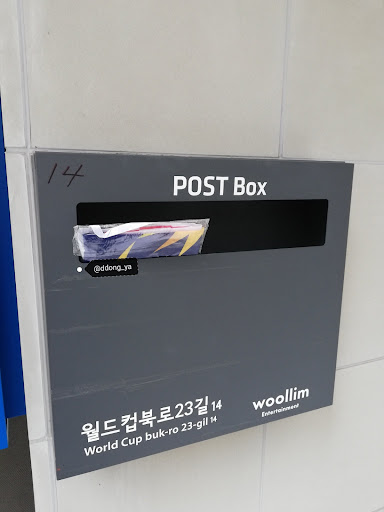 14
POST Box
@ddong_ya
월드컵북로23길 14
World Cup buk-ro 23-gil 14
woollim
Entertainment